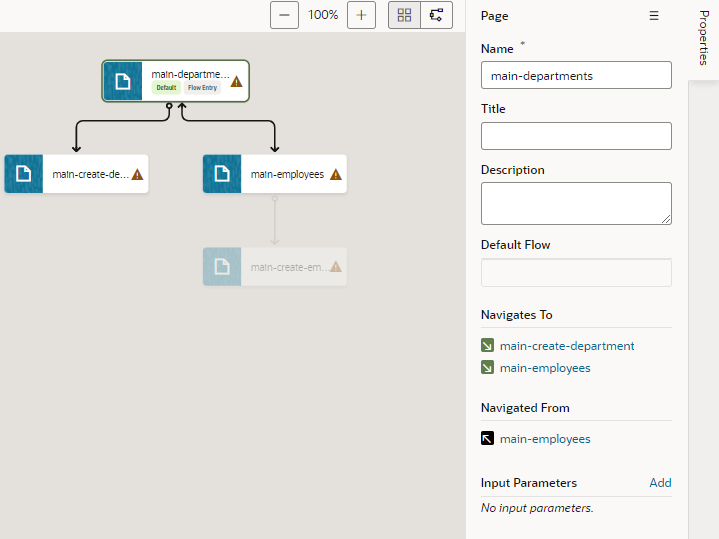 100%
main-departme...
Default Flow Entry
main-create-de...
main-employees
main-create-em...
Page
Properties
Name *
main-departments
Title
Description
Default Flow
Navigates To
main-create-department
main-employees
Navigated From
main-employees
Input Parameters Add
No input parameters.